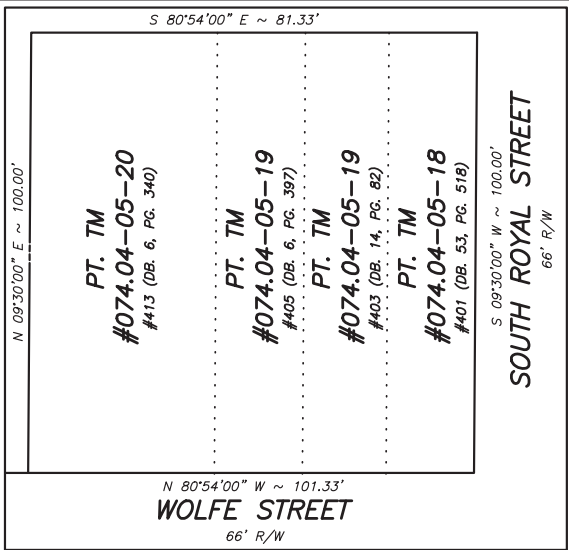 S 80°54'00" E ~ 81.33'
N 09°30'00" E ~ 100.00'
PT. TM
#074.04-05-20
#413 (DB. 6, PG. 340)
PT. TM
#074.04-05-19
#405 (DB. 6, PG. 397)
PT. TM
#074.04-05-19
#403 (DB. 14, PG. 82)
PT. TM
#074.04-05-18
#401 (DB. 53, PG. 518)
S 09°30'00" W ~ 100.00'
SOUTH ROYAL STREET
66' R/W
N 80°54'00" W ~ 101.33'
WOLFE STREET
66' R/W